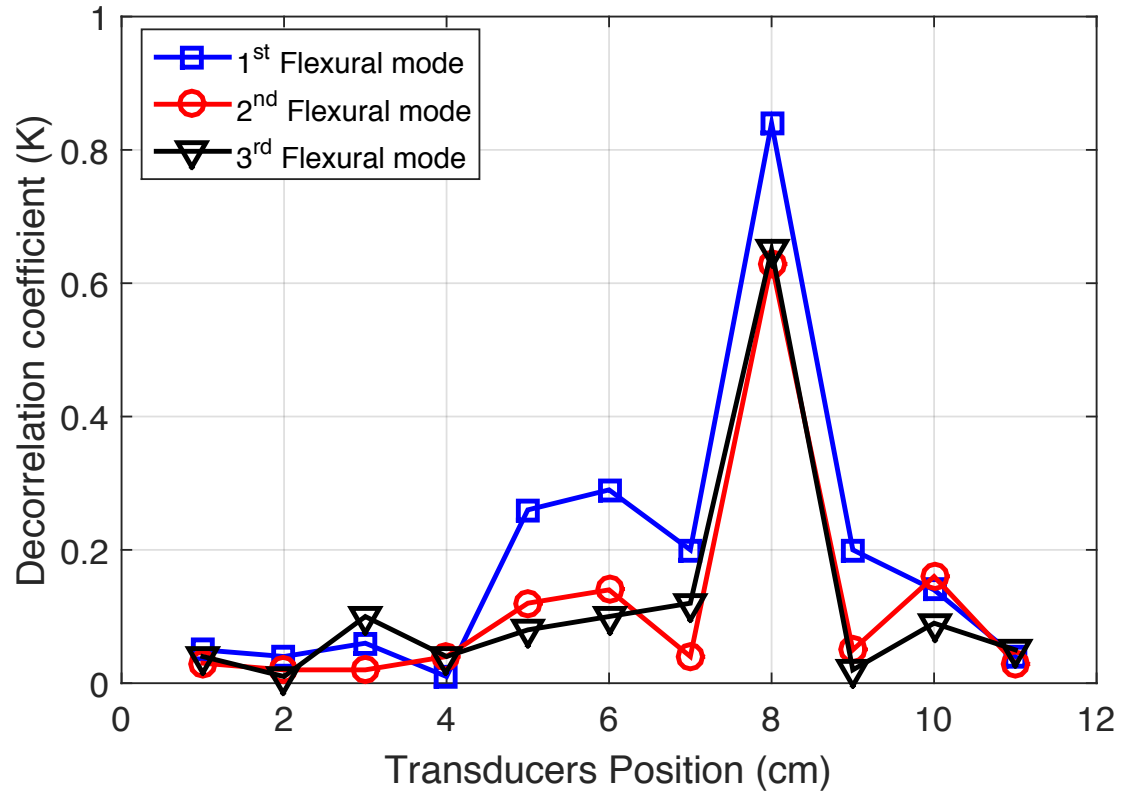 1st Flexural mode
2nd Flexural mode
3rd Flexural mode
Decorrelation coefficient (K)
1
0.8
0.6
0.4
0.2
0
0 2 4 6 8 10 12
Transducers Position (cm)